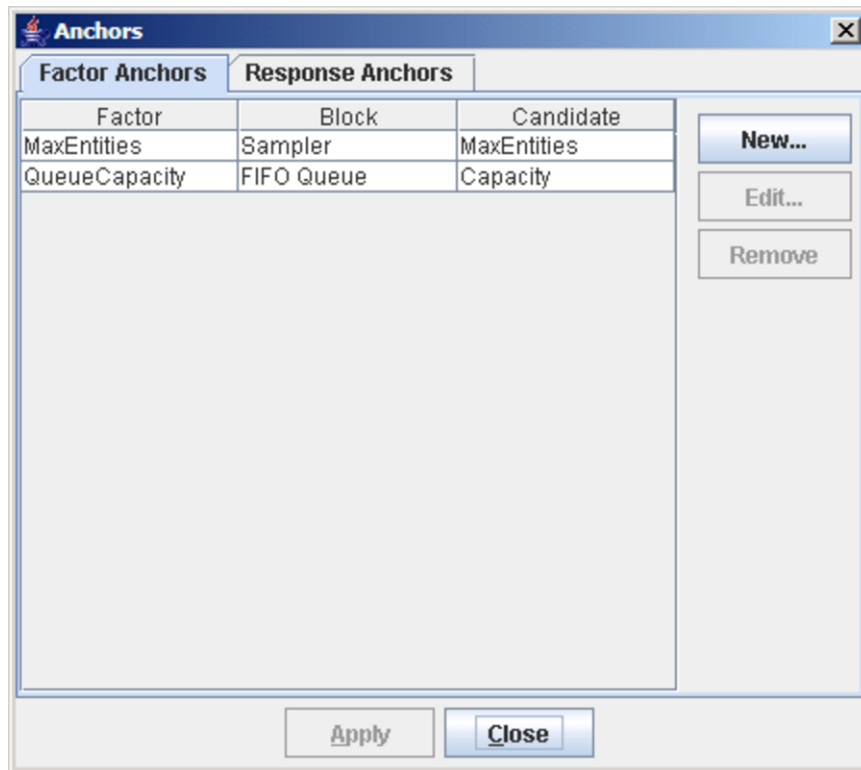 Anchors
Factor Anchors Response Anchors
Factor Block Candidate
MaxEntities Sampler MaxEntities
QueueCapacity FIFO Queue Capacity
New...
Edit...
Remove
Apply Close